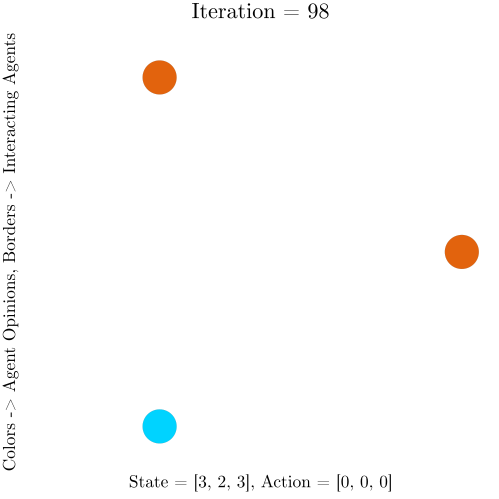 Iteration = 98
Colors -> Agent Opinions, Borders -> Interacting Agents
State = [3, 2, 3], Action = [0, 0, 0]